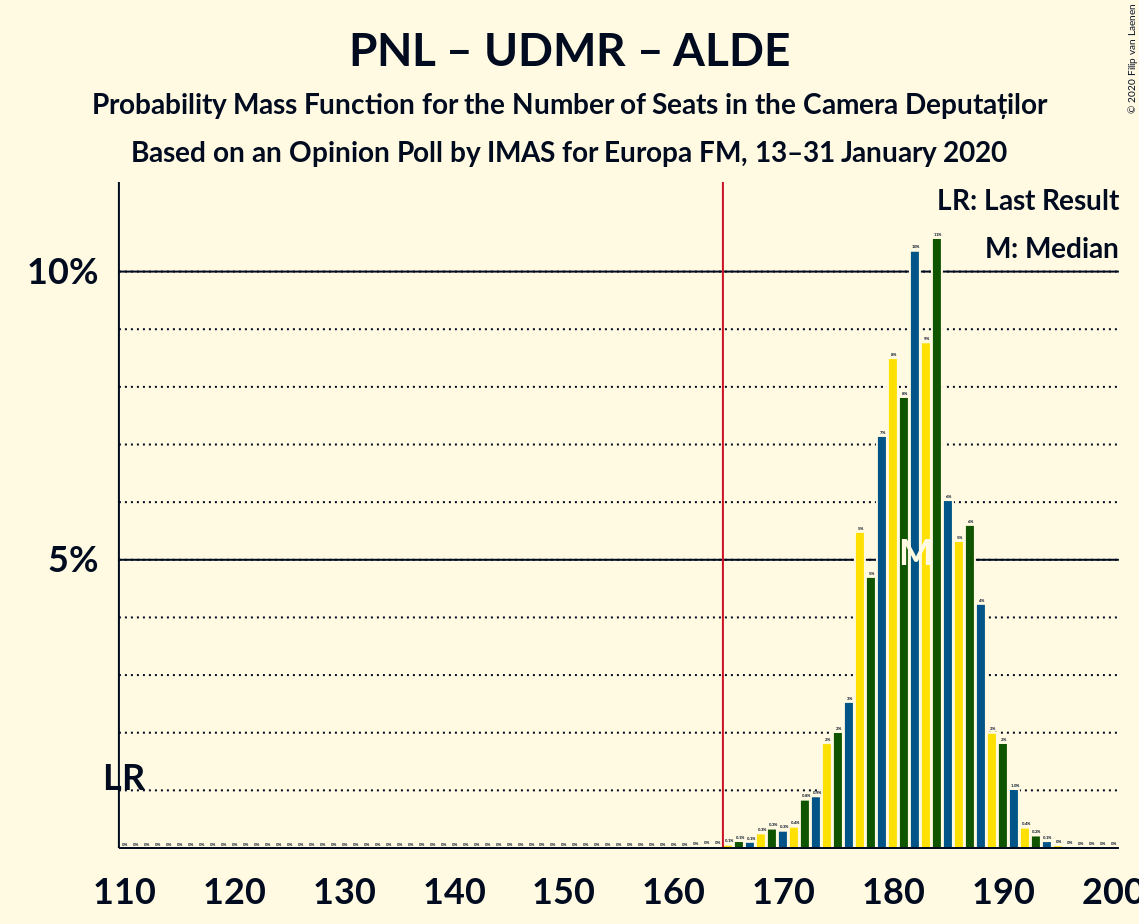 PNL – UDMR – ALDE
Probability Mass Function for the Number of Seats in the Camera Deputaților
Based on an Opinion Poll by IMAS for Europa FM, 13–31 January 2020
© 2020 Filip van Laenen
LR: Last Result
M: Median
10%
5%
LR
M
110 120 130 140 150 160 170 180 190 200